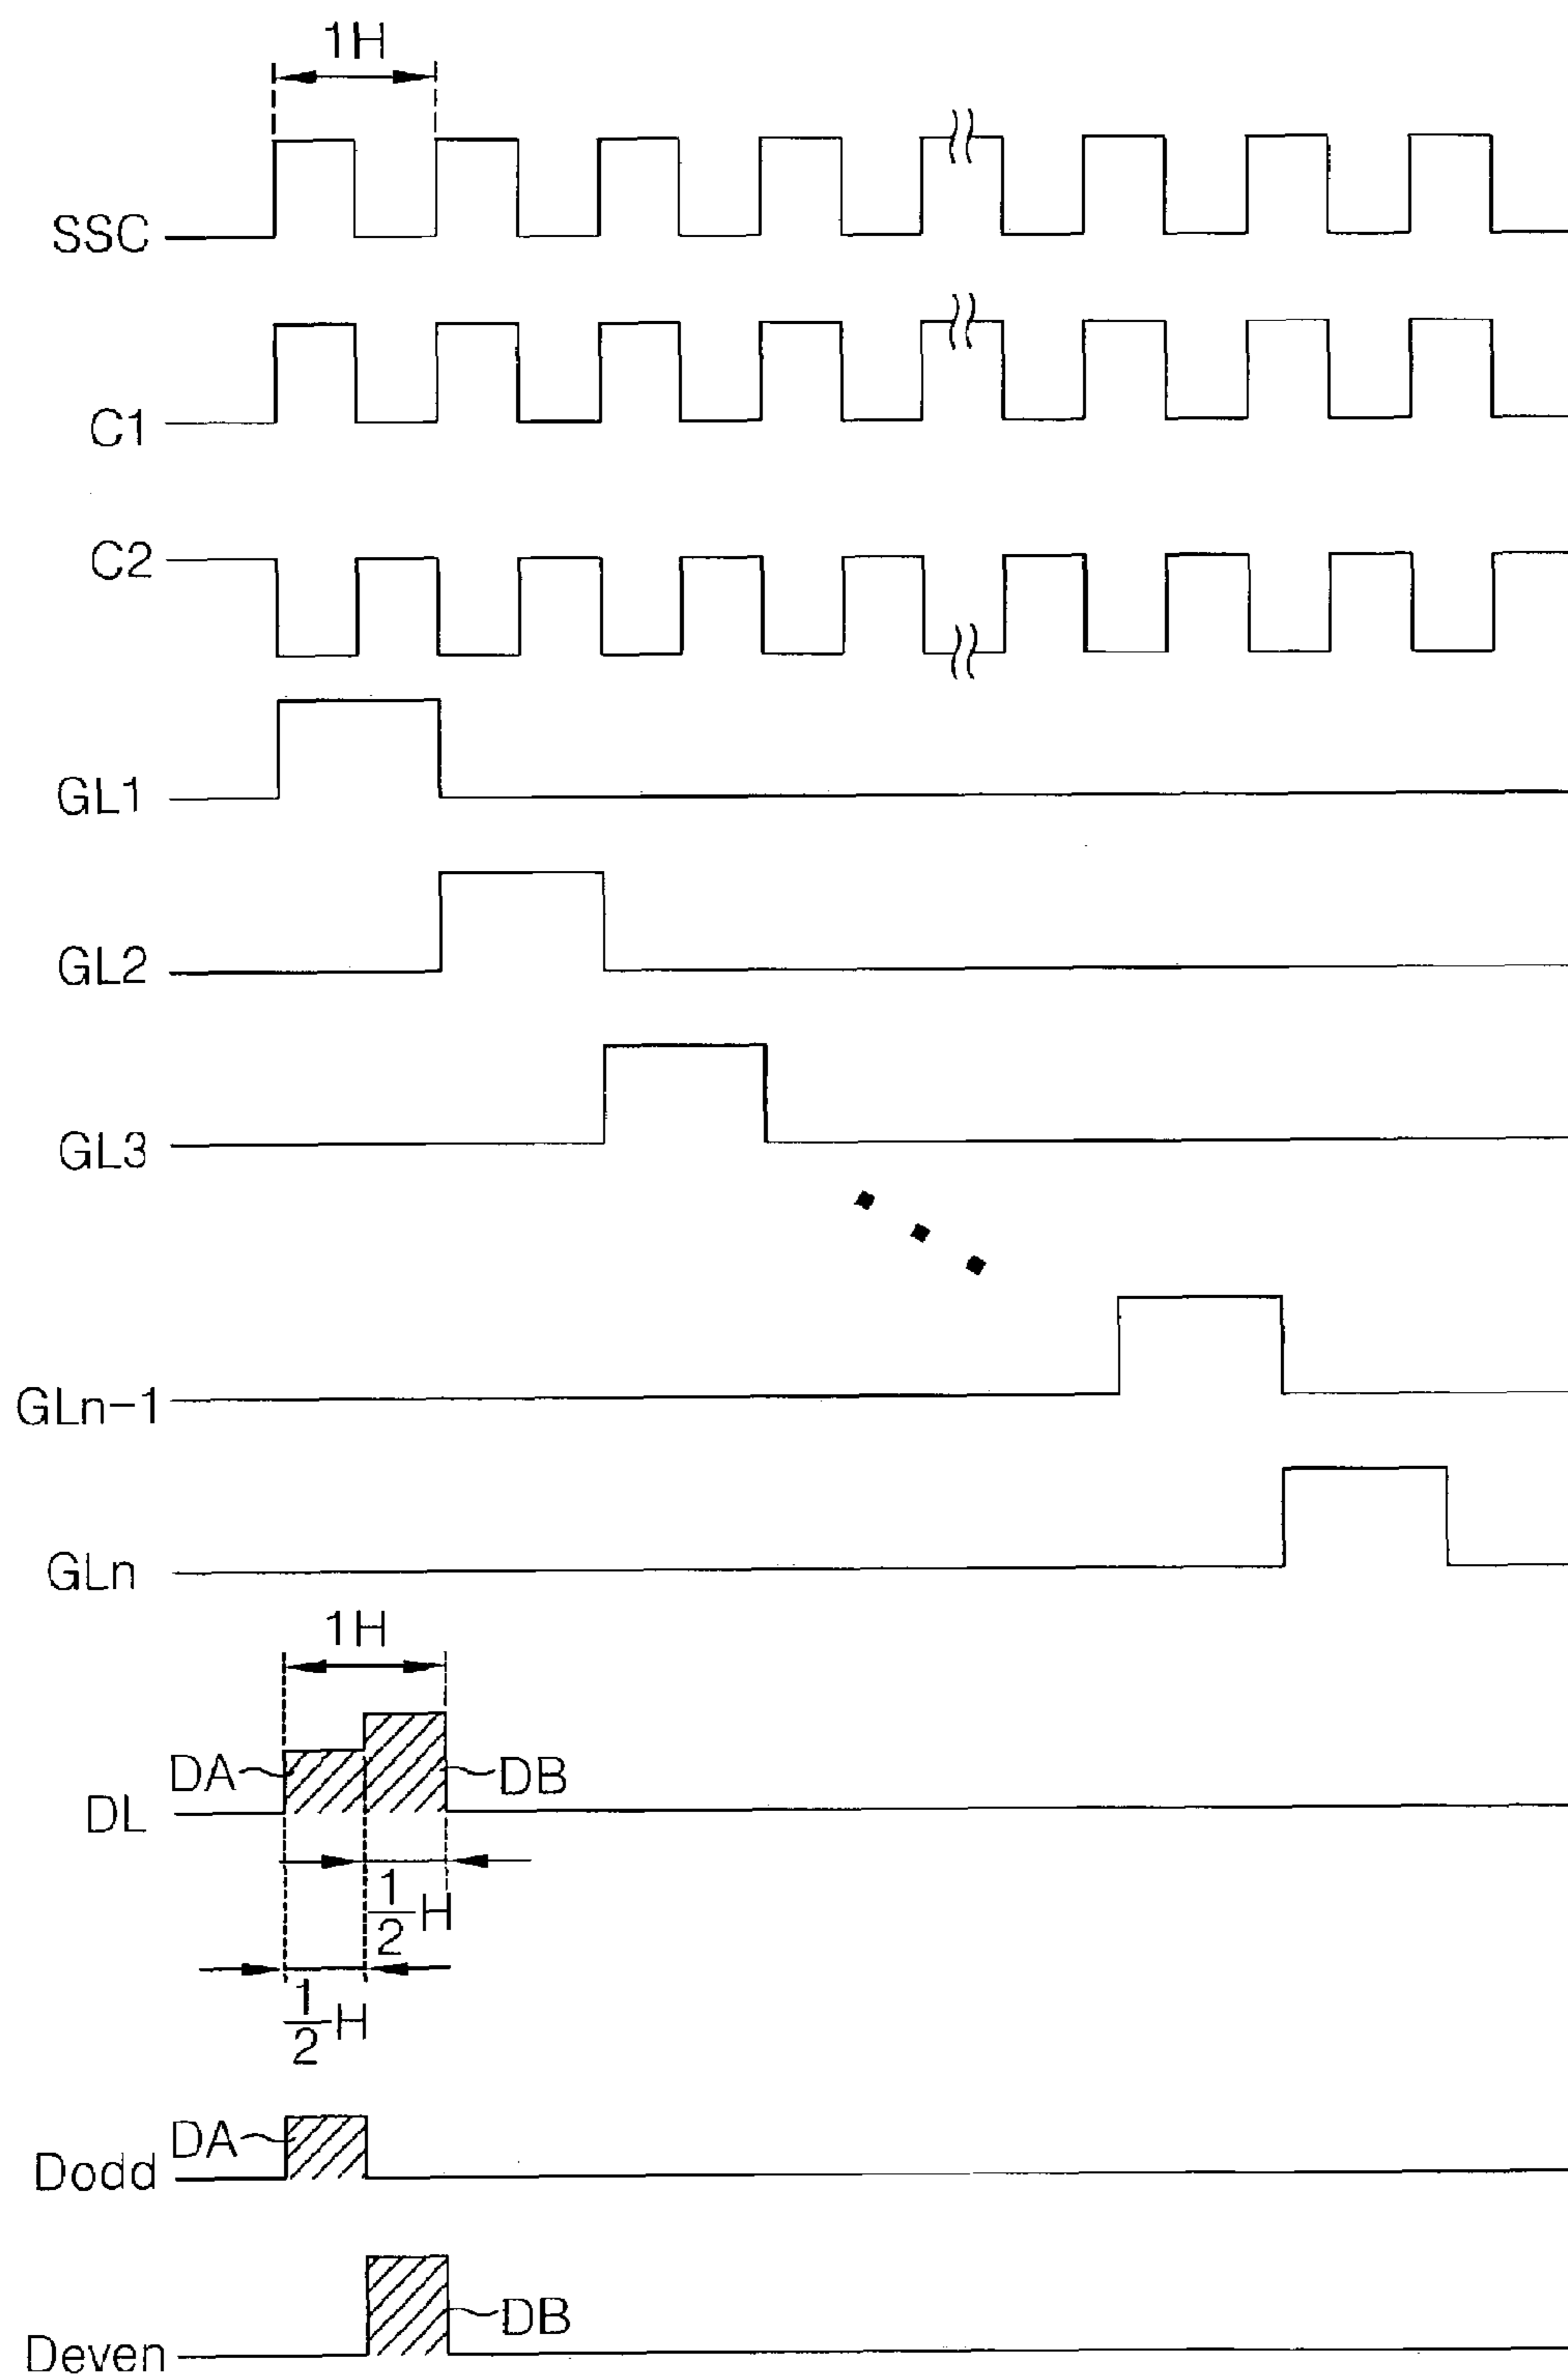 1H
SSC
C1
C2
GL1
GL2
GL3
GLn-1
GLn
1H
DA
DB
DL
1/2 H
1/2 H
DA
Dodd
DB
Deven